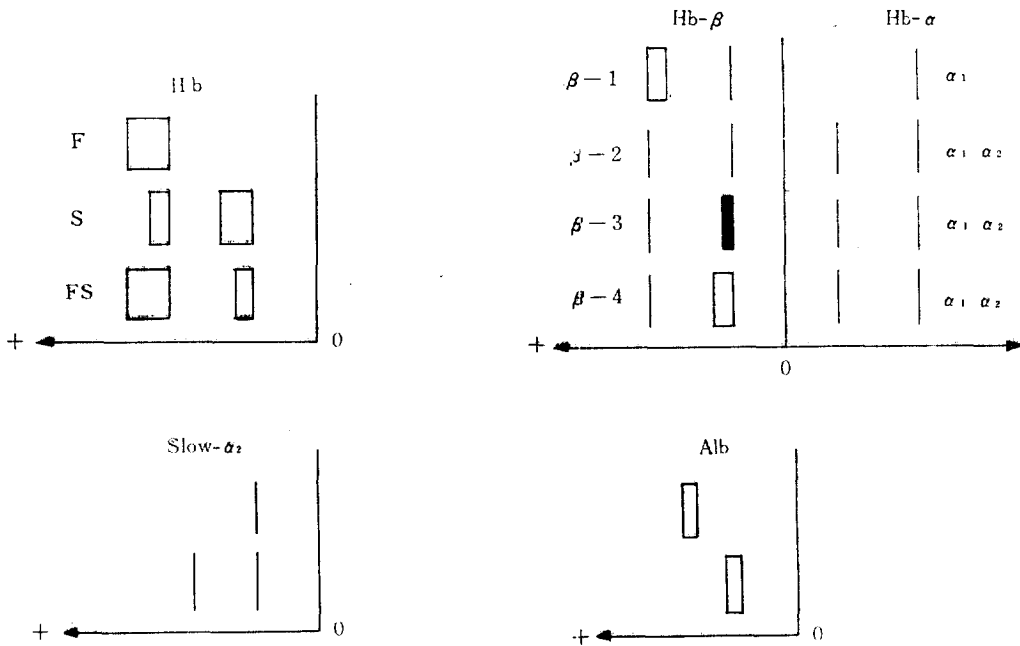 Hb
F
S
FS
+ 0
Hb-β Hb-α
β-1 α₁
β-2 α₁ α₂
β-3 α₁ α₂
β-4 α₁ α₂
+ 0
Slow-α₂
+ 0
Alb
+ 0